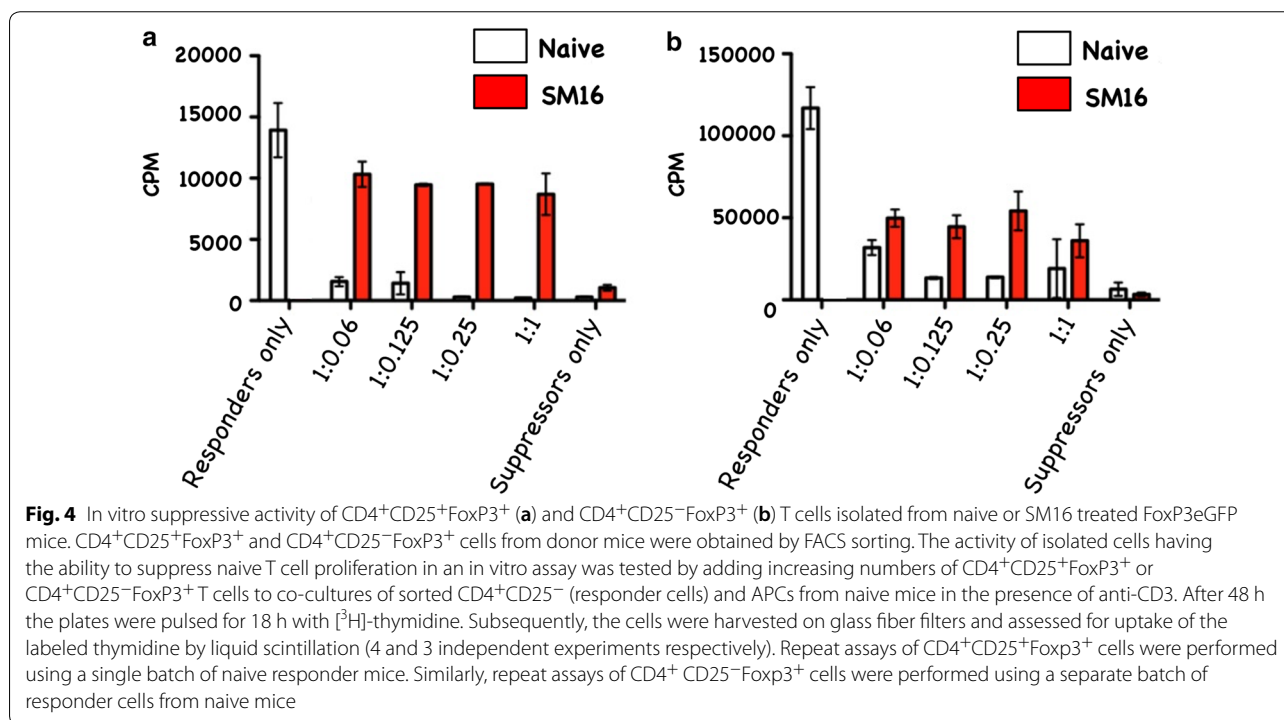 a
20000
15000
10000
5000
0
CPM
Naive
SM16
Responders only
1:0.06
1:0.125
1:0.25
1:1
Suppressors only
b
150000
100000
50000
0
CPM
Naive
SM16
Responders only
1:0.06
1:0.125
1:0.25
1:1
Suppressors only
Fig. 4 In vitro suppressive activity of CD4⁺CD25⁺FoxP3⁺ (a) and CD4⁺CD25⁻FoxP3⁺ (b) T cells isolated from naive or SM16 treated FoxP3eGFP
mice. CD4⁺CD25⁺FoxP3⁺ and CD4⁺CD25⁻FoxP3⁺ cells from donor mice were obtained by FACS sorting. The activity of isolated cells having
the ability to suppress naive T cell proliferation in an in vitro assay was tested by adding increasing numbers of CD4⁺CD25⁺FoxP3⁺ or
CD4⁺CD25⁻FoxP3⁺ T cells to co-cultures of sorted CD4⁺CD25⁻ (responder cells) and APCs from naive mice in the presence of anti-CD3. After 48 h
the plates were pulsed for 18 h with [³H]-thymidine. Subsequently, the cells were harvested on glass fiber filters and assessed for uptake of the
labeled thymidine by liquid scintillation (4 and 3 independent experiments respectively). Repeat assays of CD4⁺CD25⁺Foxp3⁺ cells were performed
using a single batch of naive responder mice. Similarly, repeat assays of CD4⁺ CD25⁻Foxp3⁺ cells were performed using a separate batch of
responder cells from naive mice